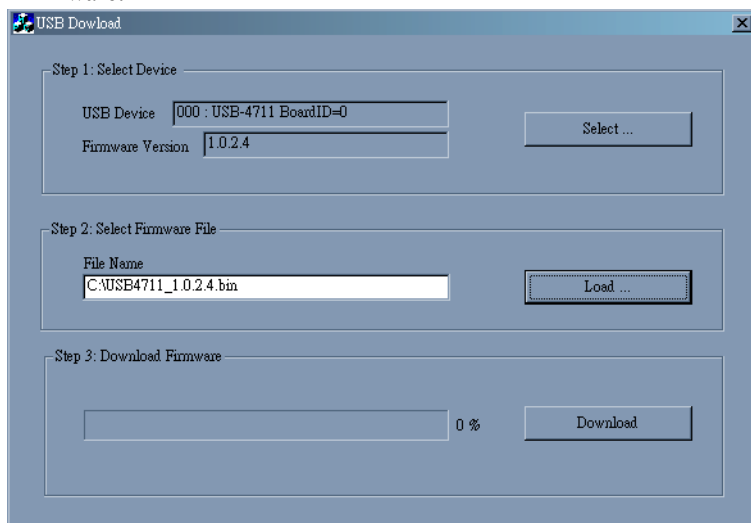 USB Dowload
Step 1: Select Device
USB Device 000 : USB-4711 BoardID=0
Select ...
Firmware Version 1.0.2.4
Step 2: Select Firmware File
File Name
C:\USB4711_1.0.2.4.bin
Load ...
Step 3: Download Firmware
0 %
Download